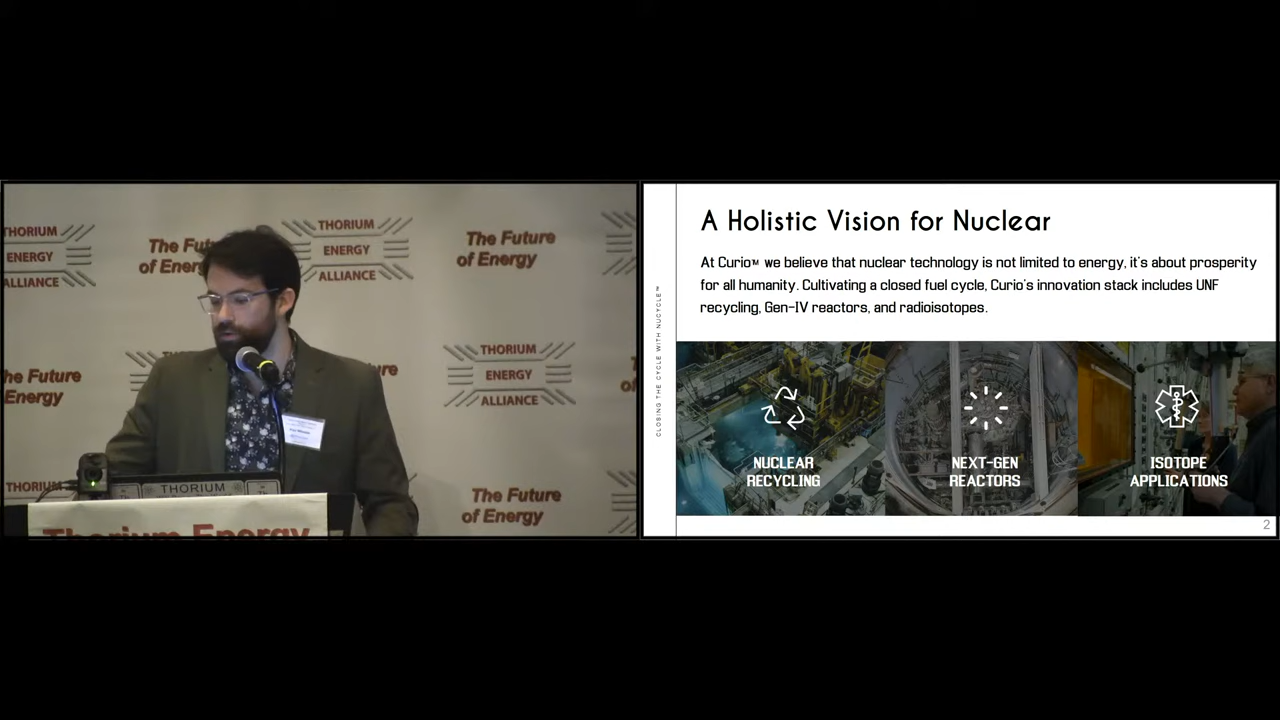 THORIUM
ENERGY
ALLIANCE
The Futu
of Energy
THORIUM
ENERGY
ALLIANCE
The Future
of Energy
he Future
Energy
THORIUM
ENERGY
ALLIANCE
THORIUM
THORIUM
The Future
of Energy
Thorium Energy
CLOSING THE CYCLE WITH NUCYCLE™
A Holistic Vision for Nuclear
At Curio™ we believe that nuclear technology is not limited to energy, it's about prosperity
for all humanity. Cultivating a closed fuel cycle, Curio's innovation stack includes UNF
recycling, Gen-IV reactors, and radioisotopes.
NUCLEAR
RECYCLING
NEXT-GEN
REACTORS
ISOTOPE
APPLICATIONS
2